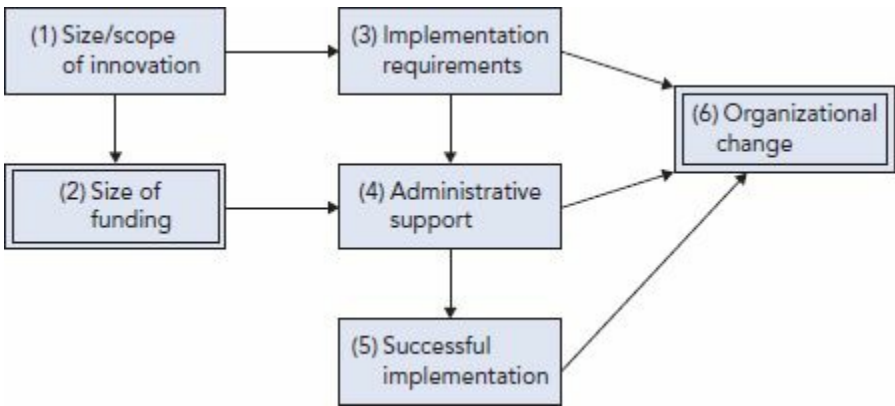 (1) Size/scope
of innovation
(3) Implementation
requirements
(6) Organizational
change
(2) Size of
funding
(4) Administrative
support
(5) Successful
implementation